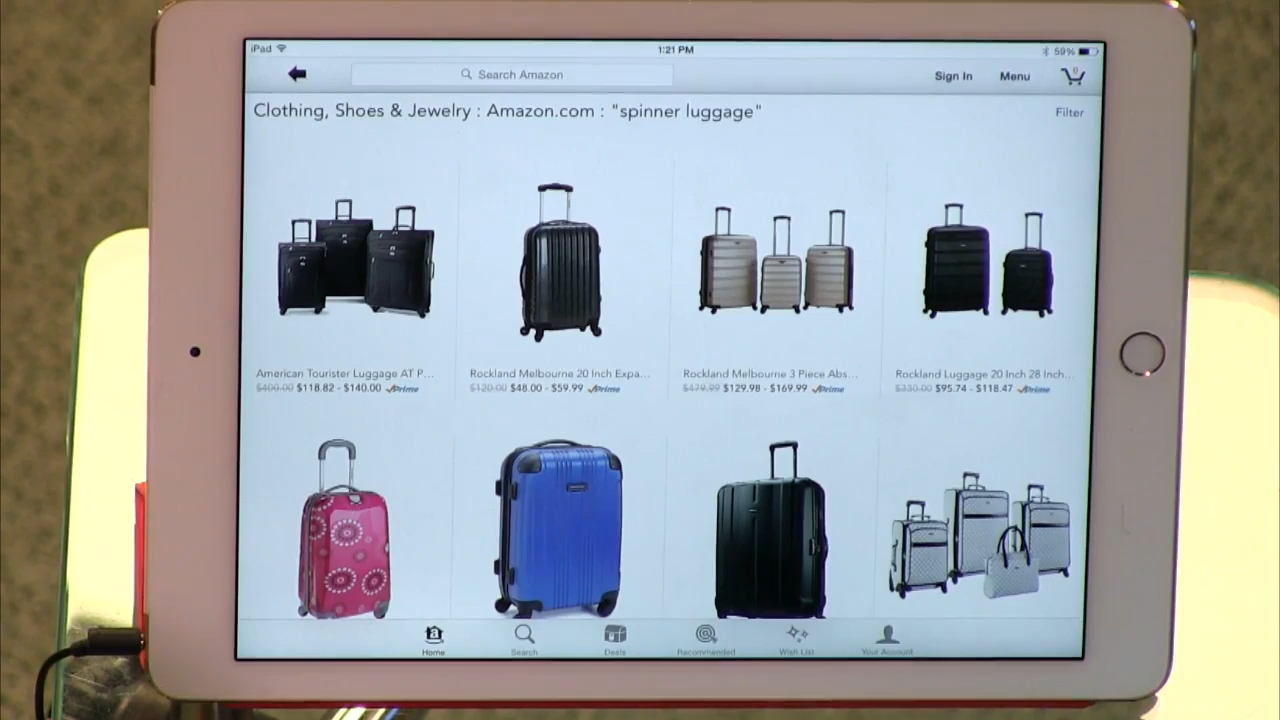 iPad 1:21 PM 59%
Search Amazon Sign In Menu 0
Clothing, Shoes & Jewelry : Amazon.com : "spinner luggage" Filter
American Tourister Luggage AT P...
$400.00 $118.82 - $140.00 Prime
Rockland Melbourne 20 Inch Expa...
$120.00 $48.00 - $59.99 Prime
Rockland Melbourne 3 Piece Abs...
$479.99 $129.98 - $169.99 Prime
Rockland Luggage 20 Inch 28 Inch...
$330.00 $95.74 - $118.47 Prime
Home Search Deals Recommended Wish List Your Account